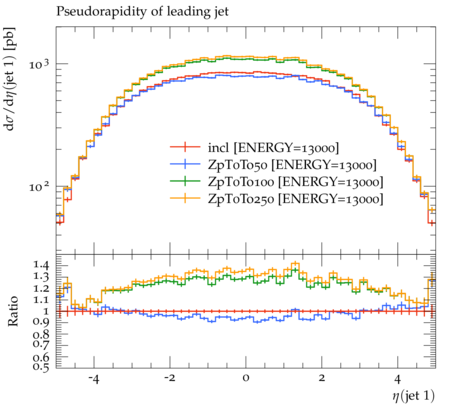 Pseudorapidity of leading jet
dσ/dη(jet 1) [pb]
10³
10²
incl [ENERGY=13000]
ZpToTo50 [ENERGY=13000]
ZpToTo100 [ENERGY=13000]
ZpToTo250 [ENERGY=13000]
Ratio
1.4
1.3
1.2
1.1
1
0.9
0.8
0.7
0.6
0.5
-4 -2 0 2 4
η(jet 1)